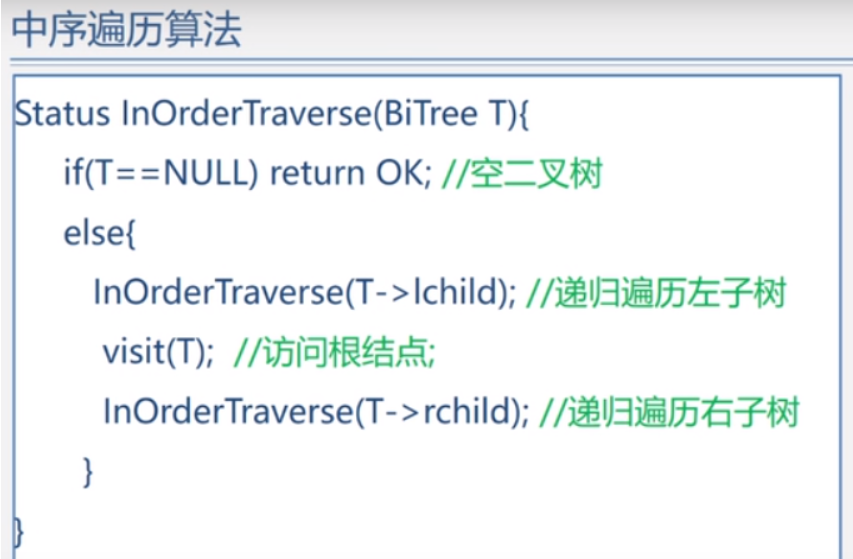 中序遍历算法
Status InOrderTraverse(BiTree T){
if(T==NULL) return OK; //空二叉树
else{
InOrderTraverse(T->lchild); //递归遍历左子树
visit(T); //访问根结点;
InOrderTraverse(T->rchild); //递归遍历右子树
}
}